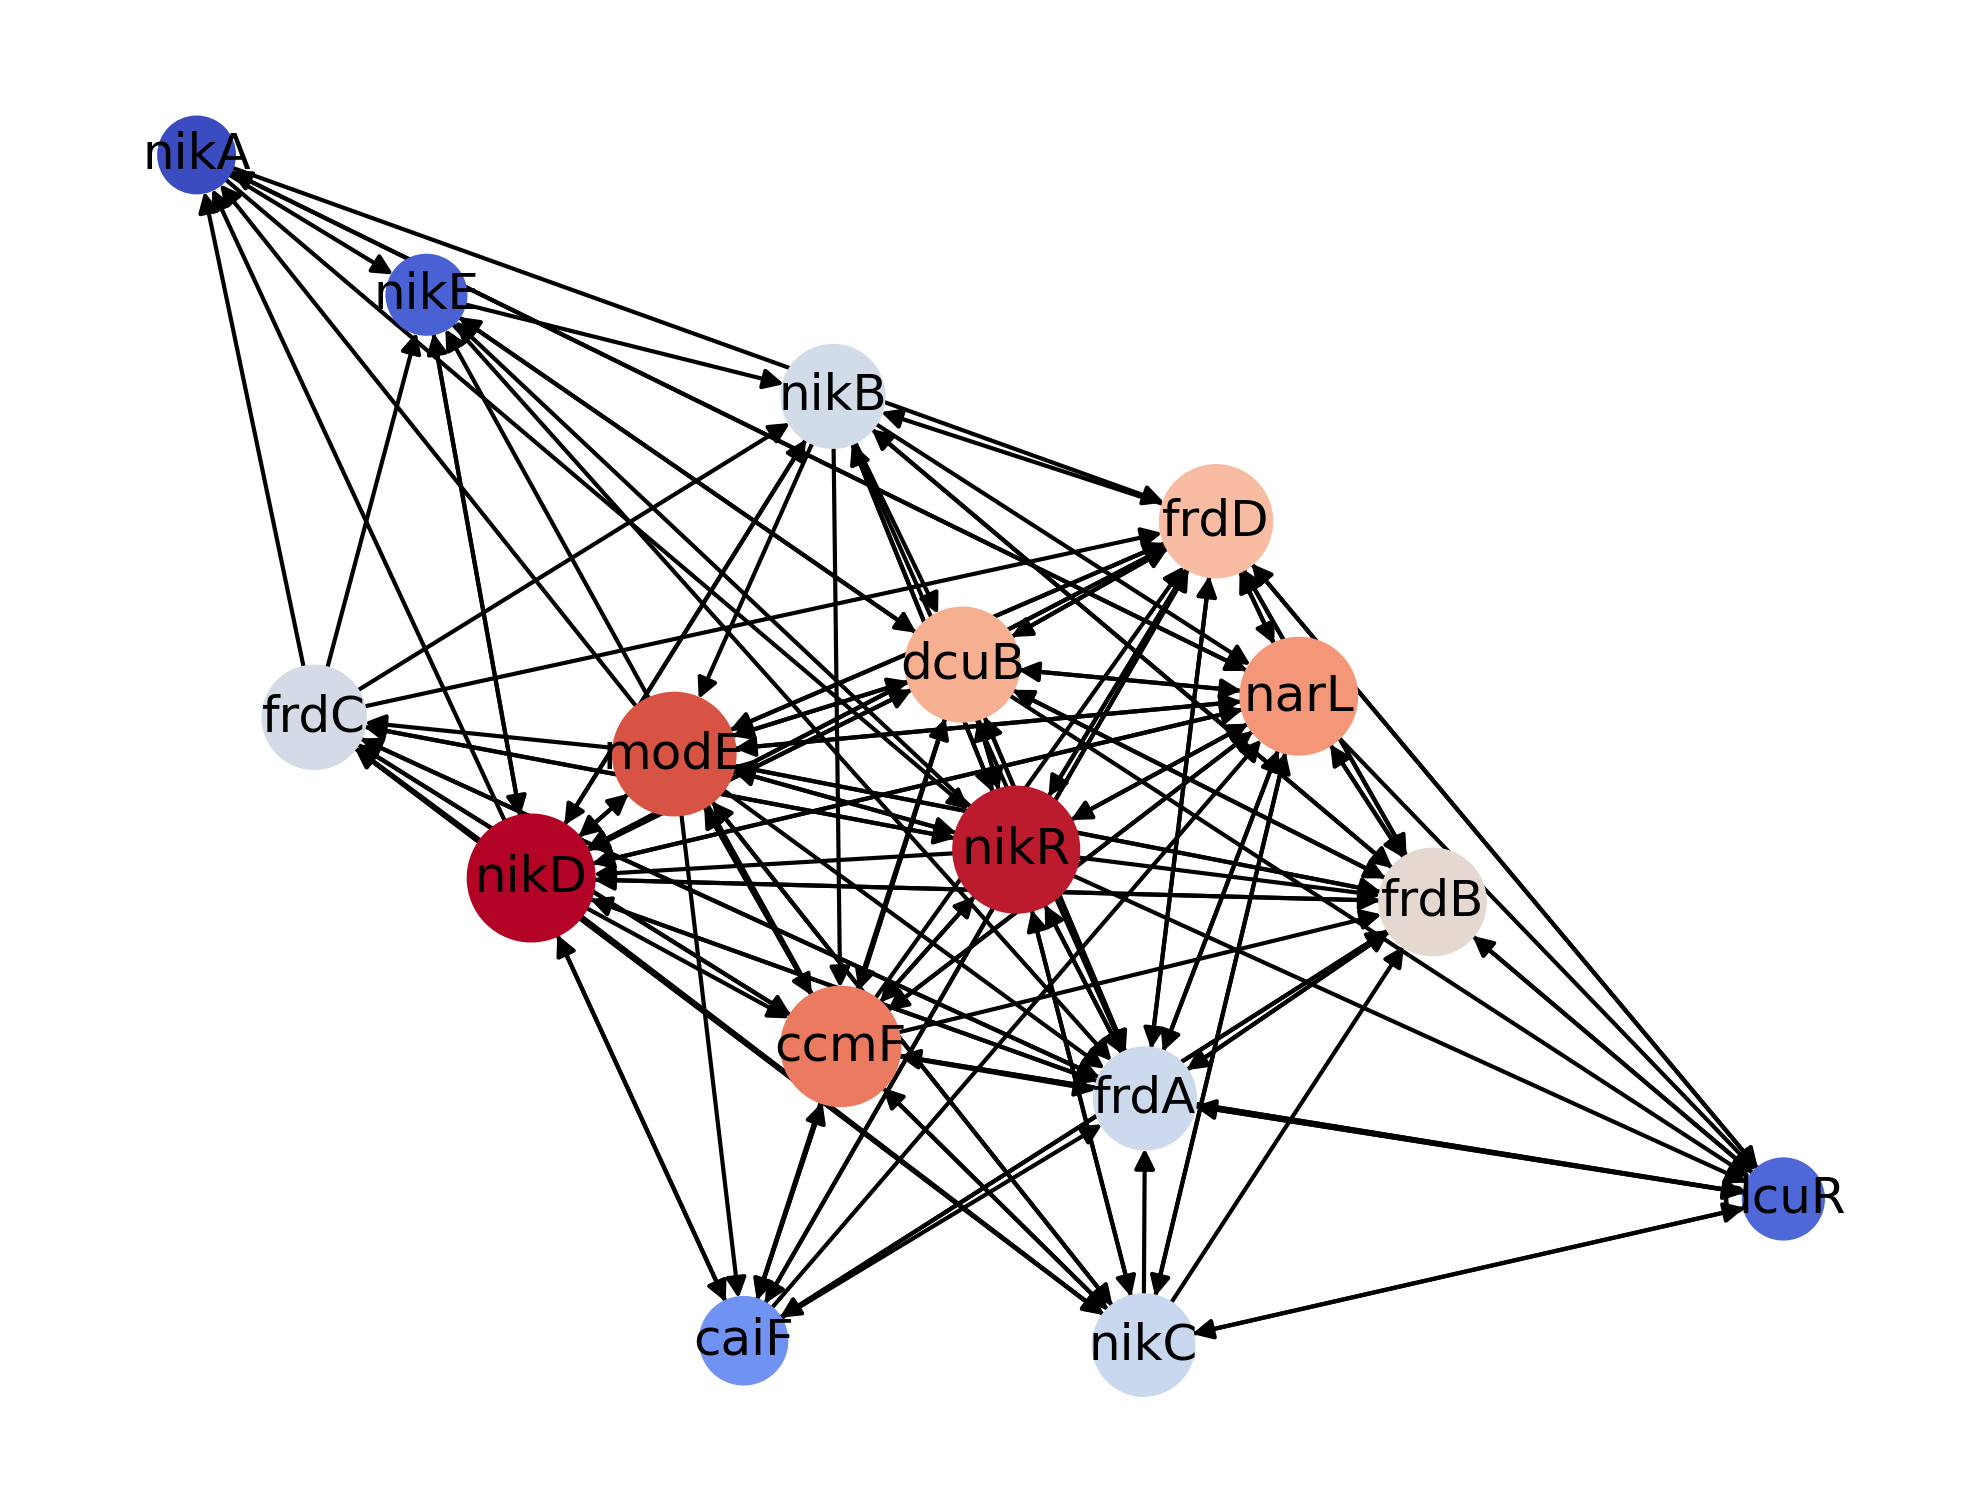 nikA
nikE
nikB
frdD
dcuB
narL
frdC
modE
nikR
nikD
frdB
ccmF
frdA
dcuR
caiF
nikC